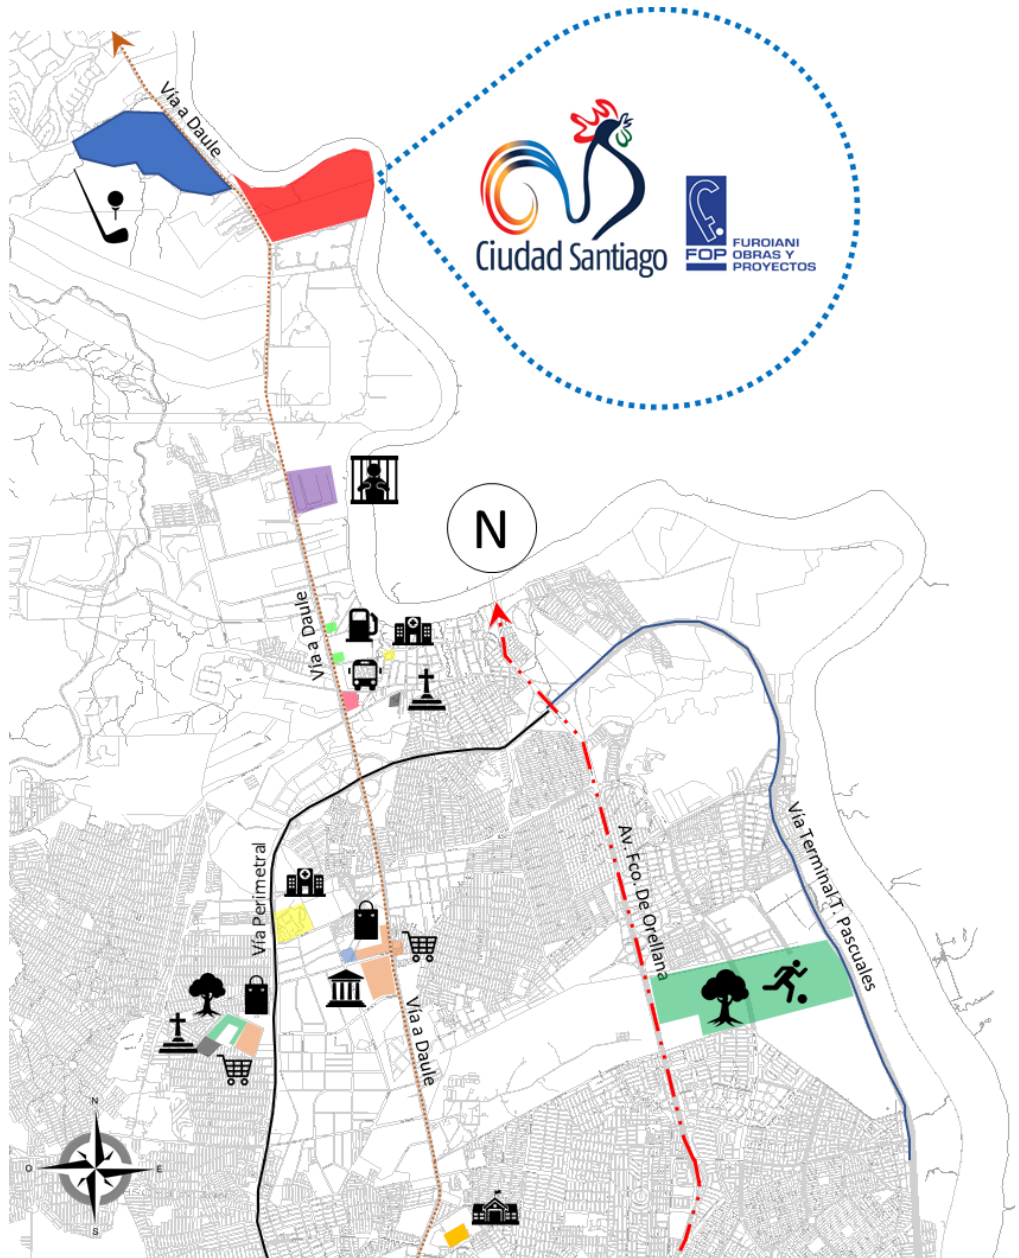 Vía a Daule
Ciudad Santiago
FOP
FUROIANI
OBRAS Y
PROYECTOS
N
Vía a Daule
Av. Fco. De Orellana
Vía Terminal T. Pascuales
Vía Perimetral
Vía a Daule
N
O
E
S